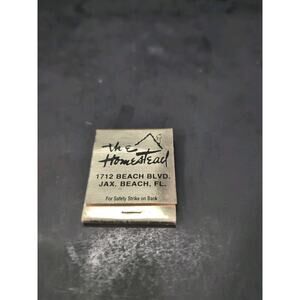 the
Homestead
1712 BEACH BLVD.
JAX, BEACH, FL.
For Safety Strike on Back